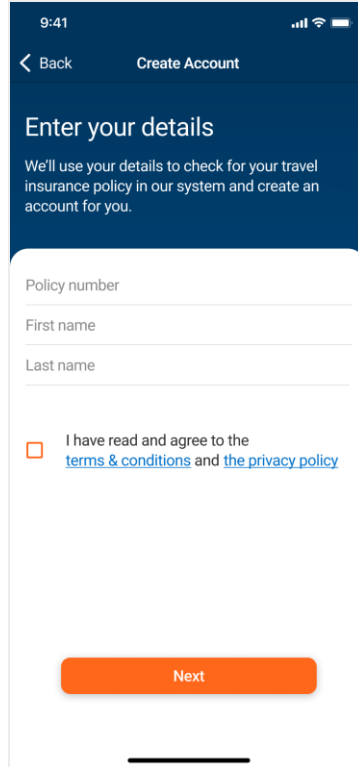 9:41
Back
Create Account
Enter your details
We'll use your details to check for your travel
insurance policy in our system and create an
account for you.
Policy number
First name
Last name
I have read and agree to the
terms & conditions and the privacy policy
Next